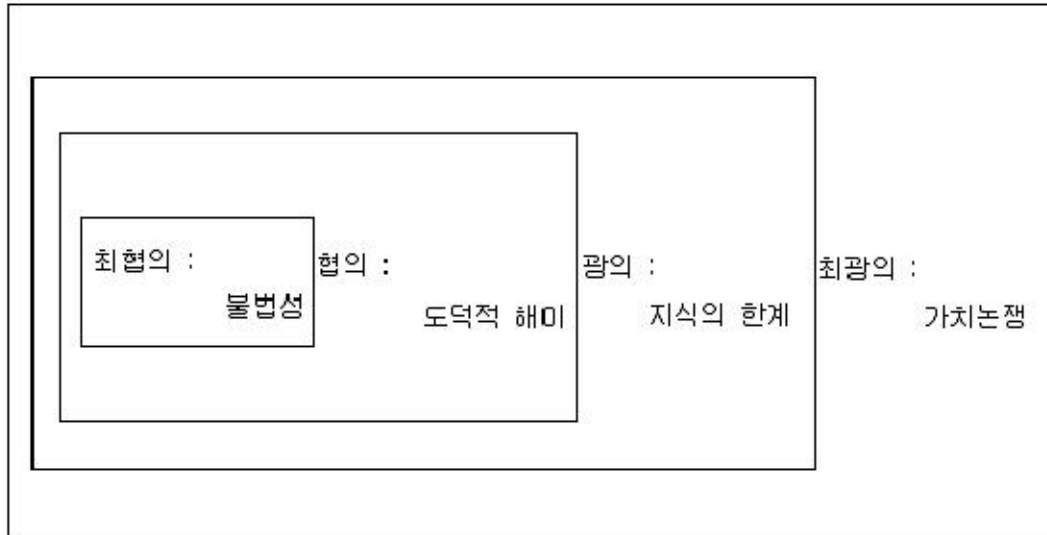 최협의 :
불법성
협의 :
도덕적 해미
광의 :
지식의 한계
최광의 :
가치논쟁